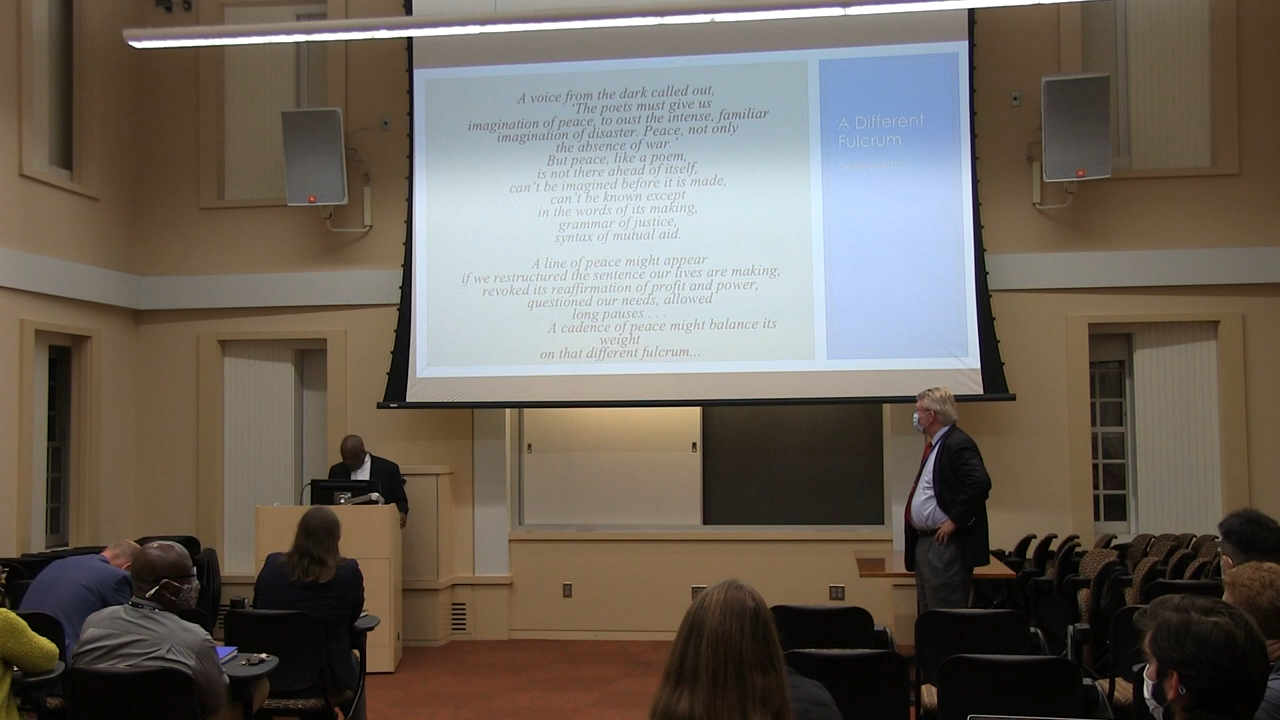 A voice from the dark called out,
'The poets must give us
imagination of peace, to oust the intense, familiar
imagination of disaster. Peace, not only
the absence of war.'
But peace, like a poem,
is not there ahead of itself,
can't be imagined before it is made,
can't be known except
in the words of its making,
grammar of justice,
syntax of mutual aid.
A line of peace might appear
if we restructured the sentence our lives are making,
revoked its reaffirmation of profit and power,
questioned our needs, allowed
long pauses . . .
A cadence of peace might balance its
weight
on that different fulcrum...
A Different
Fulcrum